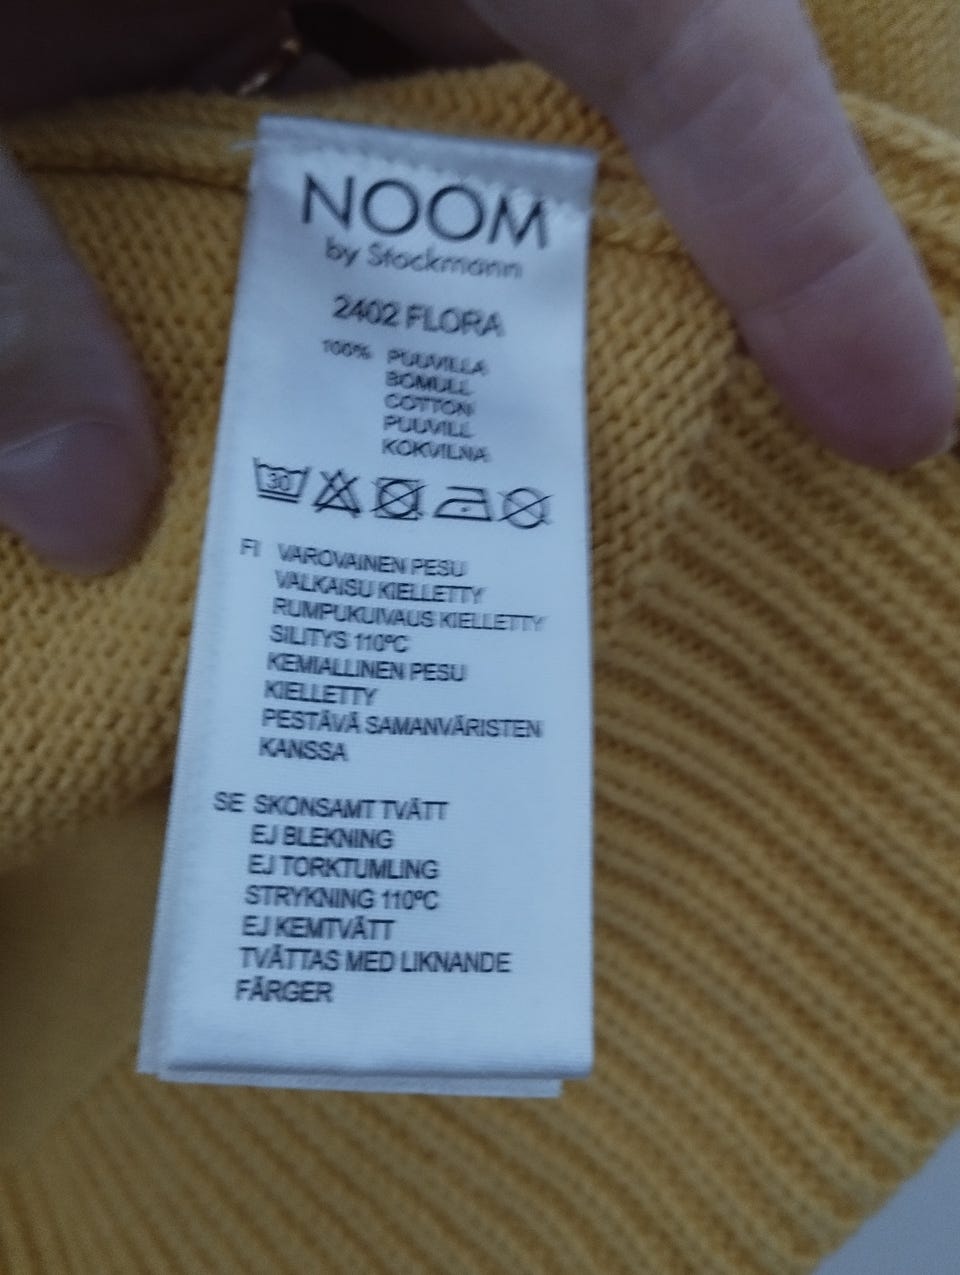 NOOM
by Stockmann
2402 FLORA
100% PUUVILLA
BOMULL
COTTON
PUUVILL
KOKVILNA
30
FI VAROVAINEN PESU
VALKAISU KIELLETTY
RUMPUKUIVAUS KIELLETTY
SILITYS 110ºC
KEMIALLINEN PESU
KIELLETTY
PESTÄVÄ SAMANVÄRISTEN
KANSSA
SE SKONSAMT TVÄTT
EJ BLEKNING
EJ TORKTUMLING
STRYKNING 110ºC
EJ KEMTVÄTT
TVÄTTAS MED LIKNANDE
FÄRGER